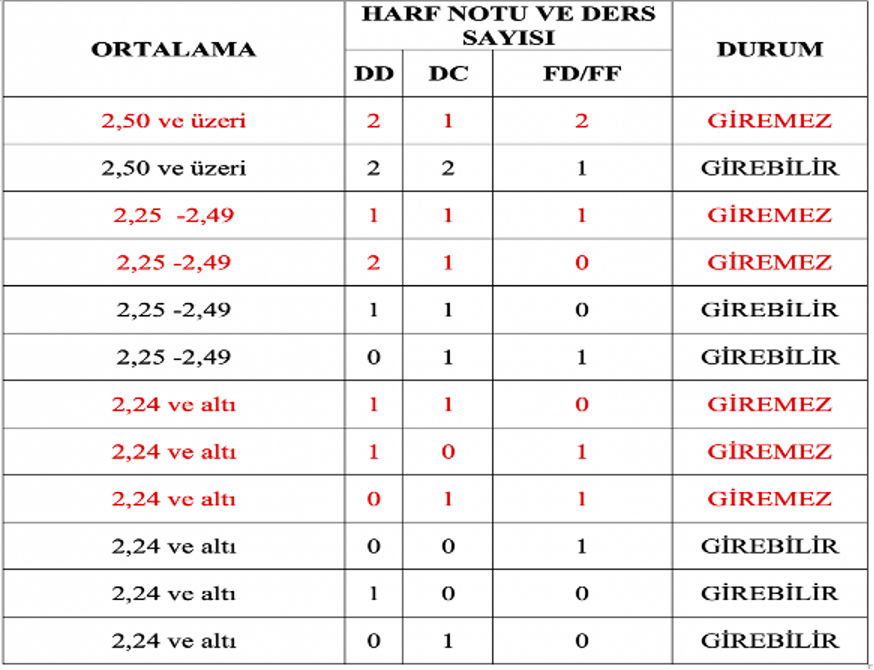 ORTALAMA
HARF NOTU VE DERS
SAYISI
DURUM
DD DC FD/FF
2,50 ve üzeri 2 1 2 GİREMEZ
2,50 ve üzeri 2 2 1 GİREBİLİR
2,25 -2,49 1 1 1 GİREMEZ
2,25 -2,49 2 1 0 GİREMEZ
2,25 -2,49 1 1 0 GİREBİLİR
2,25 -2,49 0 1 1 GİREBİLİR
2,24 ve altı 1 1 0 GİREMEZ
2,24 ve altı 1 0 1 GİREMEZ
2,24 ve altı 0 1 1 GİREMEZ
2,24 ve altı 0 0 1 GİREBİLİR
2,24 ve altı 1 0 0 GİREBİLİR
2,24 ve altı 0 1 0 GİREBİLİR